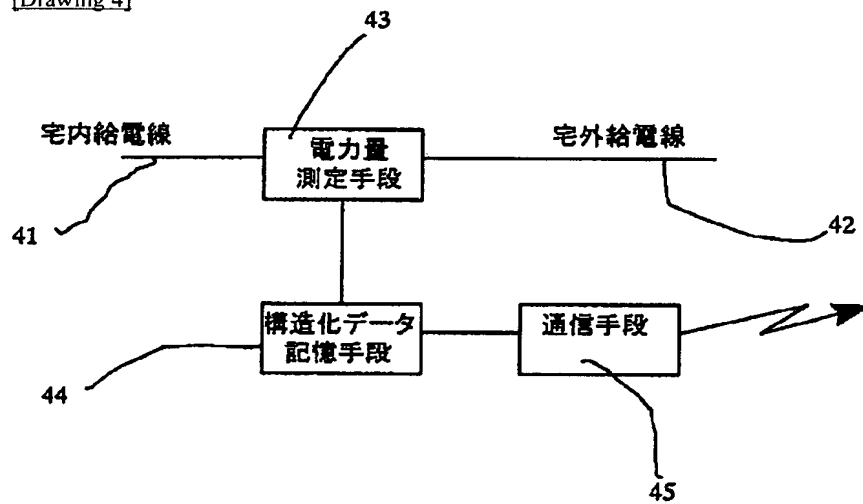 [Drawing 4]
43
宅内給電線
電力量
測定手段
宅外給電線
41
42
構造化データ
記憶手段
通信手段
44
45